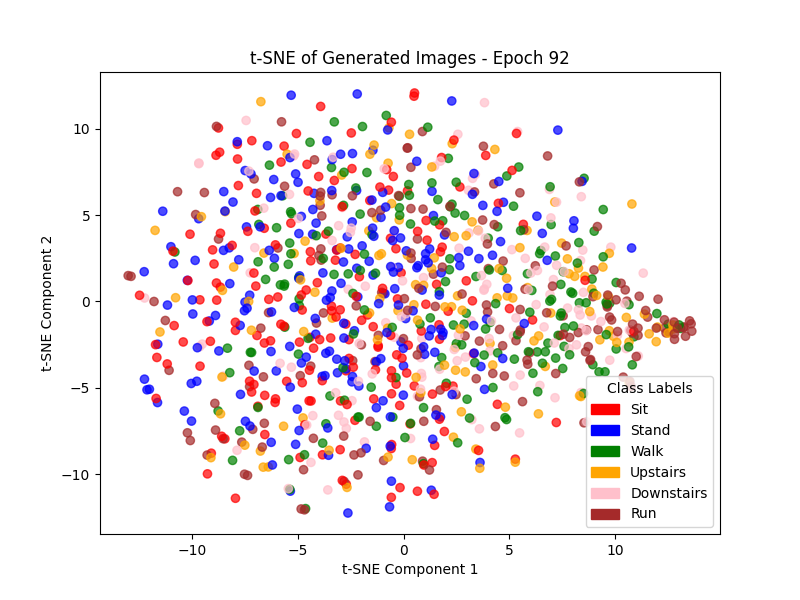 t-SNE of Generated Images - Epoch 92
t-SNE Component 2
10
5
0
−5
−10
−10
−5
0
5
10
t-SNE Component 1
Class Labels
Sit
Stand
Walk
Upstairs
Downstairs
Run